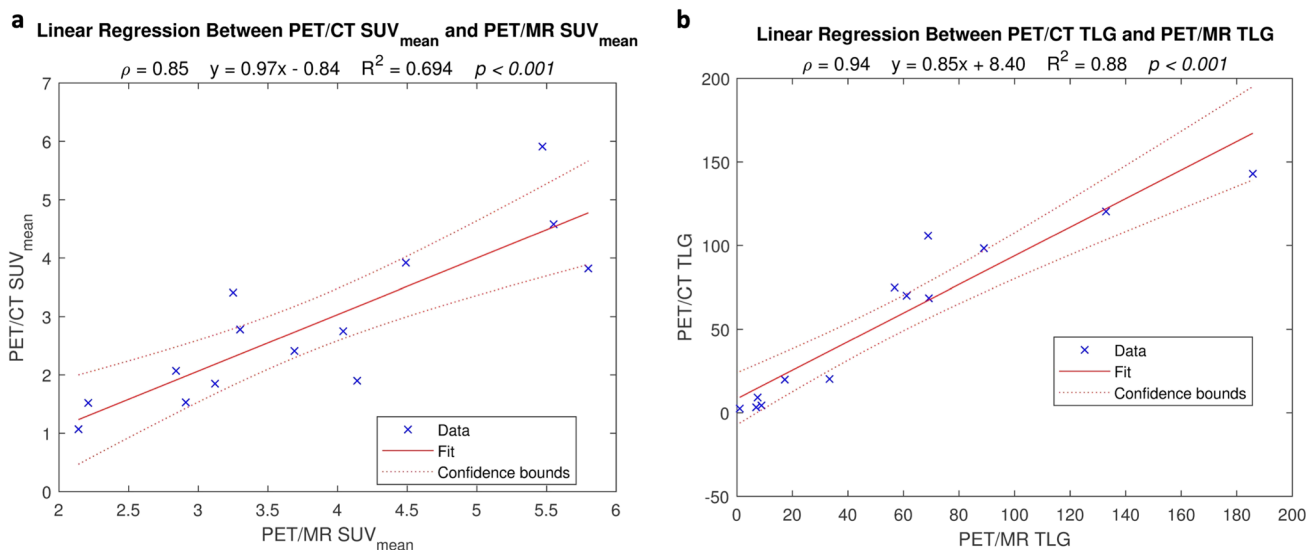 a
Linear Regression Between PET/CT SUVmean and PET/MR SUVmean
ρ = 0.85 y = 0.97x - 0.84 R2 = 0.694 p < 0.001
7
6
5
4
3
2
1
0
PET/CT SUVmean
Data
Fit
Confidence bounds
2 2.5 3 3.5 4 4.5 5 5.5 6
PET/MR SUVmean
b
Linear Regression Between PET/CT TLG and PET/MR TLG
ρ = 0.94 y = 0.85x + 8.40 R2 = 0.88 p < 0.001
200
150
100
50
0
-50
PET/CT TLG
Data
Fit
Confidence bounds
0 20 40 60 80 100 120 140 160 180 200
PET/MR TLG